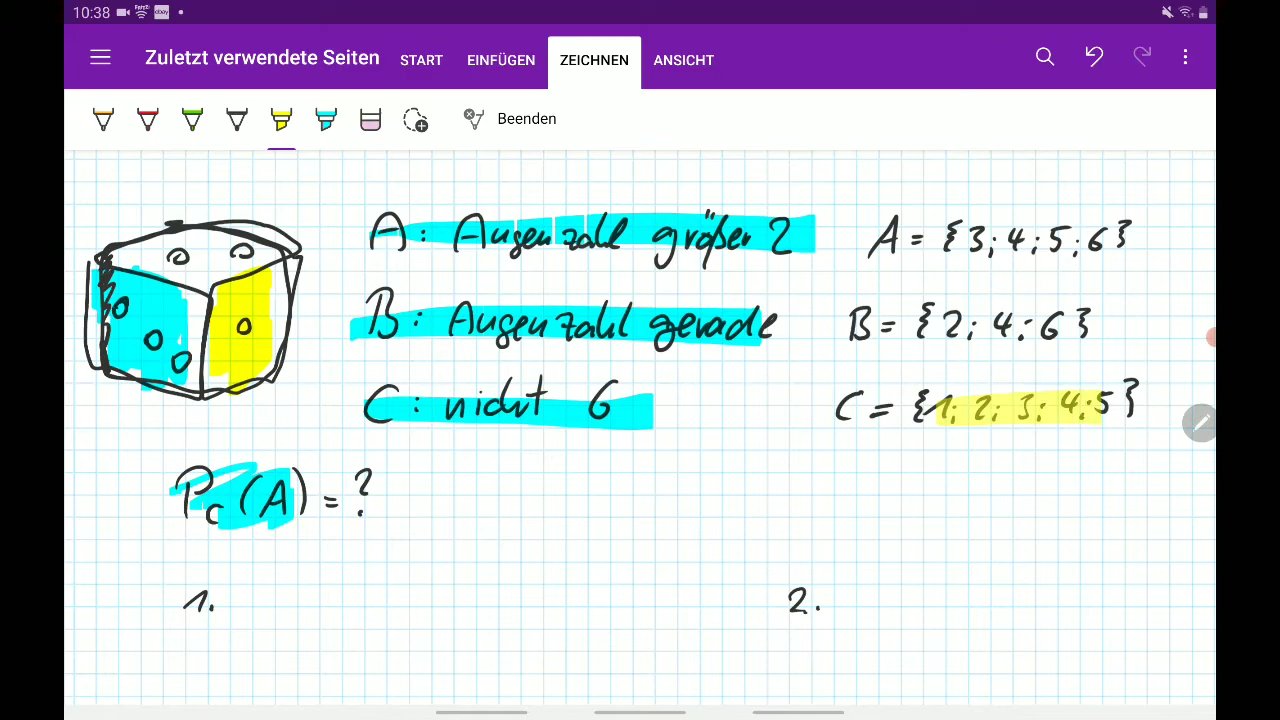 10:38
ebay
Zuletzt verwendete Seiten START EINFÜGEN ZEICHNEN ANSICHT
Beenden
A: Augenzahl größer 2 A = {3; 4; 5; 6}
B: Augenzahl gerade B = {2; 4; 6}
C: nicht 6 C = {1; 2; 3; 4; 5}
P_C(A) = ?
1. 2.